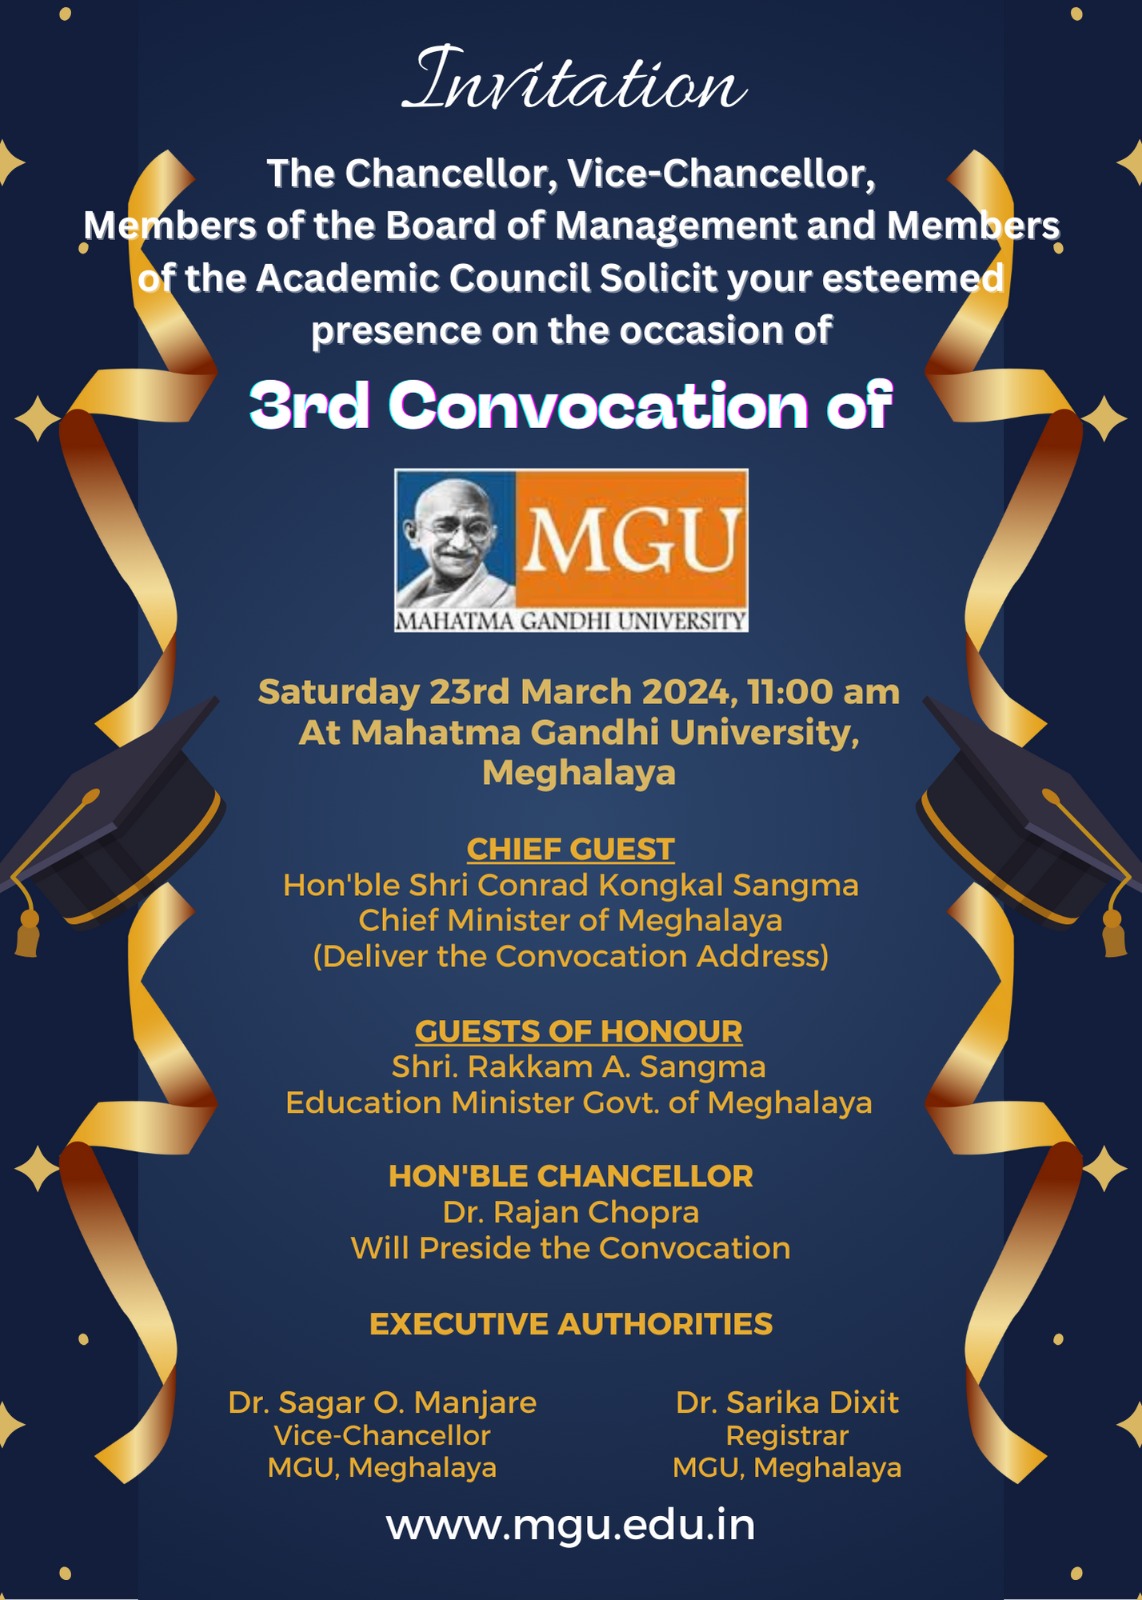 Invitation
The Chancellor, Vice-Chancellor,
Members of the Board of Management and Members
of the Academic Council Solicit your esteemed
presence on the occasion of
3rd Convocation of
MGU
MAHATMA GANDHI UNIVERSITY
Saturday 23rd March 2024, 11:00 am
At Mahatma Gandhi University,
Meghalaya
CHIEF GUEST
Hon'ble Shri Conrad Kongkal Sangma
Chief Minister of Meghalaya
(Deliver the Convocation Address)
GUESTS OF HONOUR
Shri. Rakkam A. Sangma
Education Minister Govt. of Meghalaya
HON'BLE CHANCELLOR
Dr. Rajan Chopra
Will Preside the Convocation
EXECUTIVE AUTHORITIES
Dr. Sagar O. Manjare
Vice-Chancellor
MGU, Meghalaya
Dr. Sarika Dixit
Registrar
MGU, Meghalaya
www.mgu.edu.in